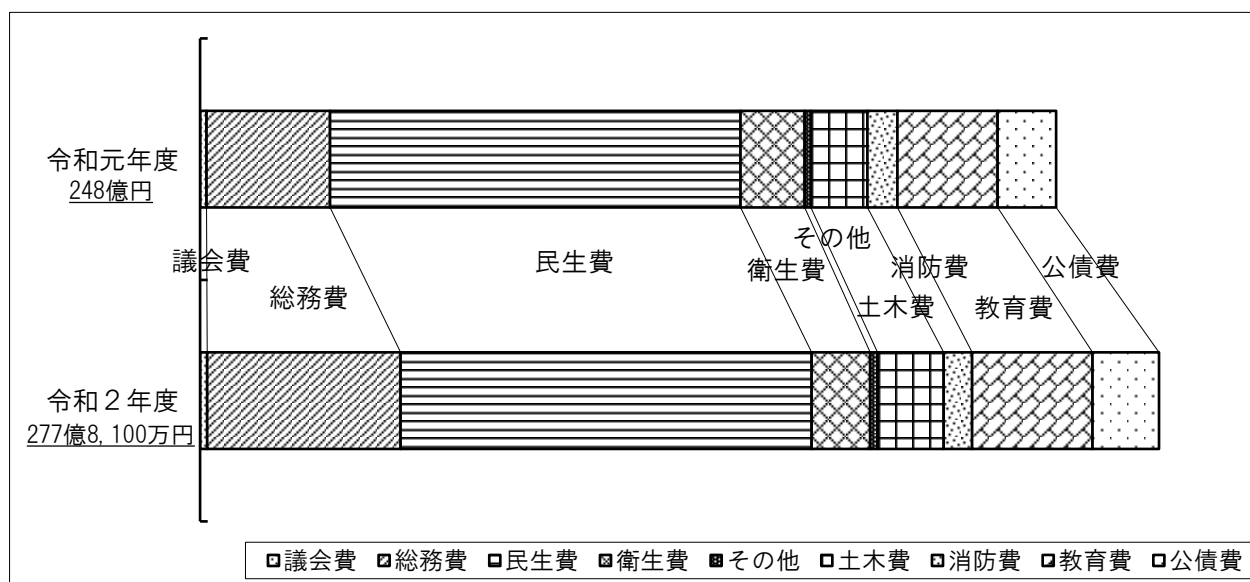 令和元年度
248億円
議会費
総務費
民生費
衛生費
その他
土木費
消防費
教育費
公債費
令和２年度
277億8,100万円
議会費 総務費 民生費 衛生費 その他 土木費 消防費 教育費 公債費